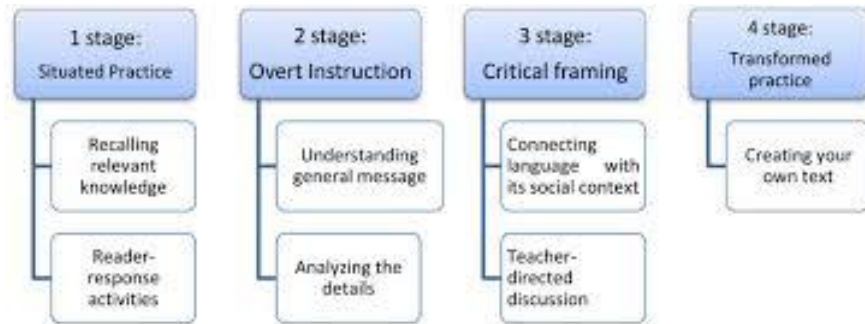 1 stage:
Situated Practice
Recalling
relevant
knowledge
Reader-
response
activities
2 stage:
Overt Instruction
Understanding
general message
Analyzing the
details
3 stage:
Critical framing
Connecting
language with
its social context
Teacher-
directed
discussion
4 stage:
Transformed
practice
Creating your
own text